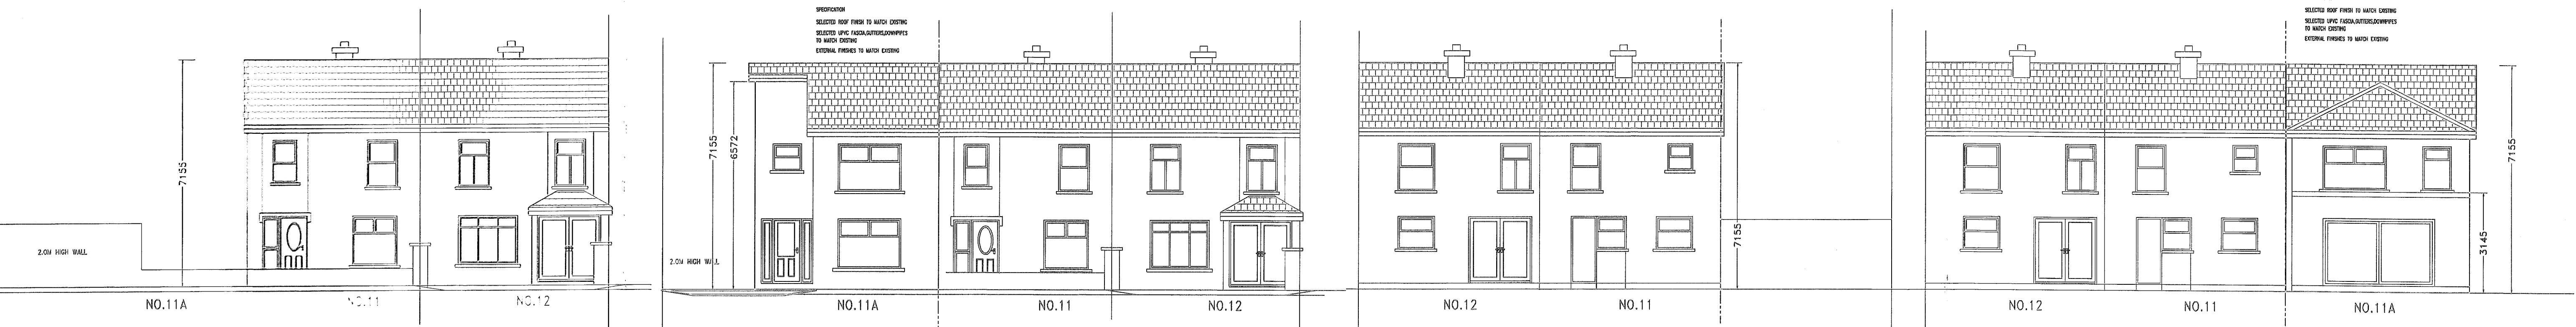 7155
2.0M HIGH WALL
NO.11A
NO.11
NO.12
SPECIFICATION
SELECTED ROOF FINISH TO MATCH EXISTING
SELECTED UPVC FASCIA,GUTTERS,DOWNPIPES
TO MATCH EXISTING
EXTERNAL FINISHES TO MATCH EXISTING
7155
6572
2.0M HIGH WALL
NO.11A
NO.11
NO.12
7155
NO.12
NO.11
SELECTED ROOF FINISH TO MATCH EXISTING
SELECTED UPVC FASCIA,GUTTERS,DOWNPIPES
TO MATCH EXISTING
EXTERNAL FINISHES TO MATCH EXISTING
7155
3145
NO.12
NO.11
NO.11A